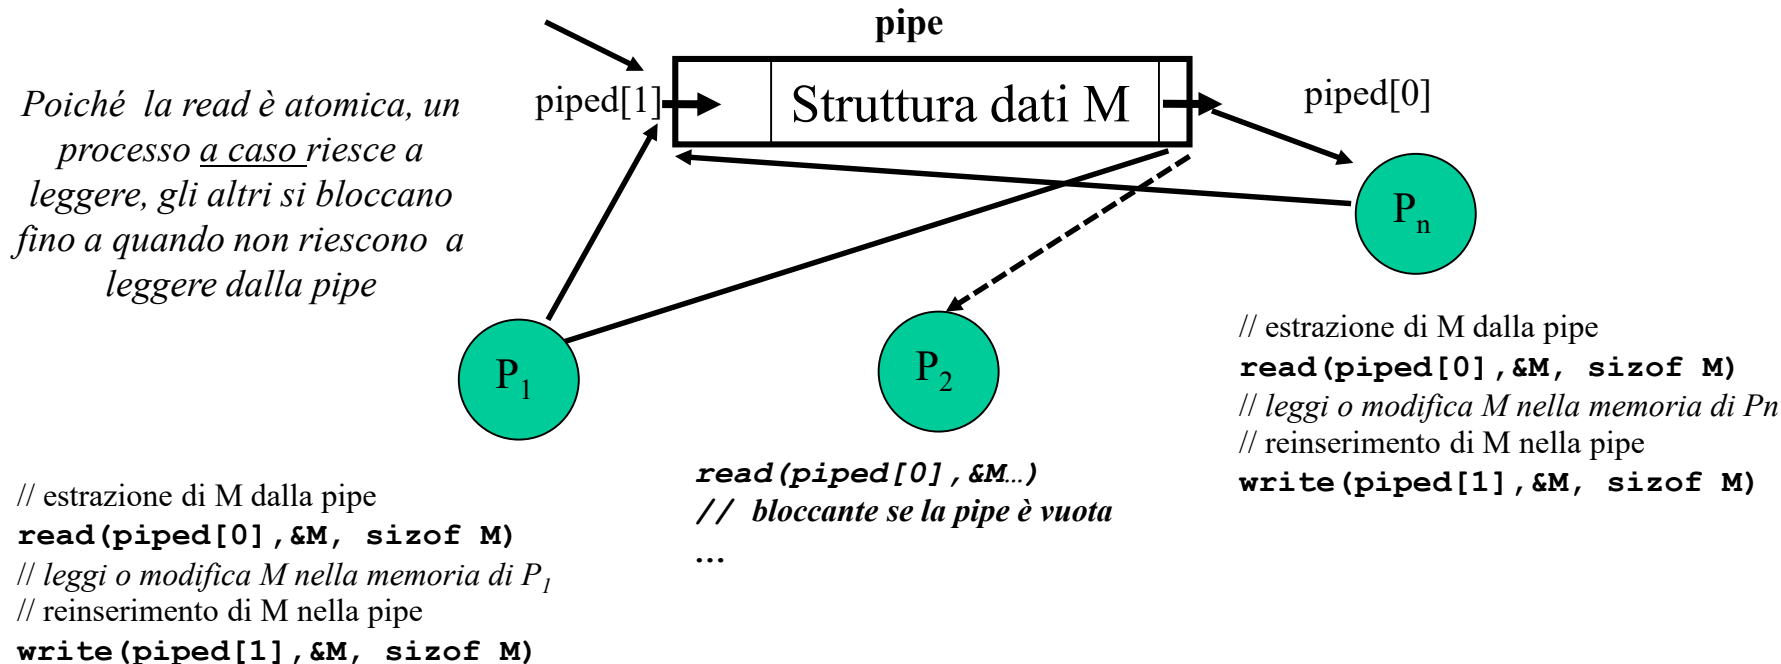 pipe
Poiché la read è atomica, un
processo a caso riesce a
leggere, gli altri si bloccano
fino a quando non riescono a
leggere dalla pipe
piped[1]
Struttura dati M
piped[0]
Pn
P1
P2
// estrazione di M dalla pipe
read(piped[0],&M, sizof M)
// leggi o modifica M nella memoria di Pn
// reinserimento di M nella pipe
write(piped[1],&M, sizof M)
read(piped[0],&M…)
// bloccante se la pipe è vuota
…
// estrazione di M dalla pipe
read(piped[0],&M, sizof M)
// leggi o modifica M nella memoria di P1
// reinserimento di M nella pipe
write(piped[1],&M, sizof M)